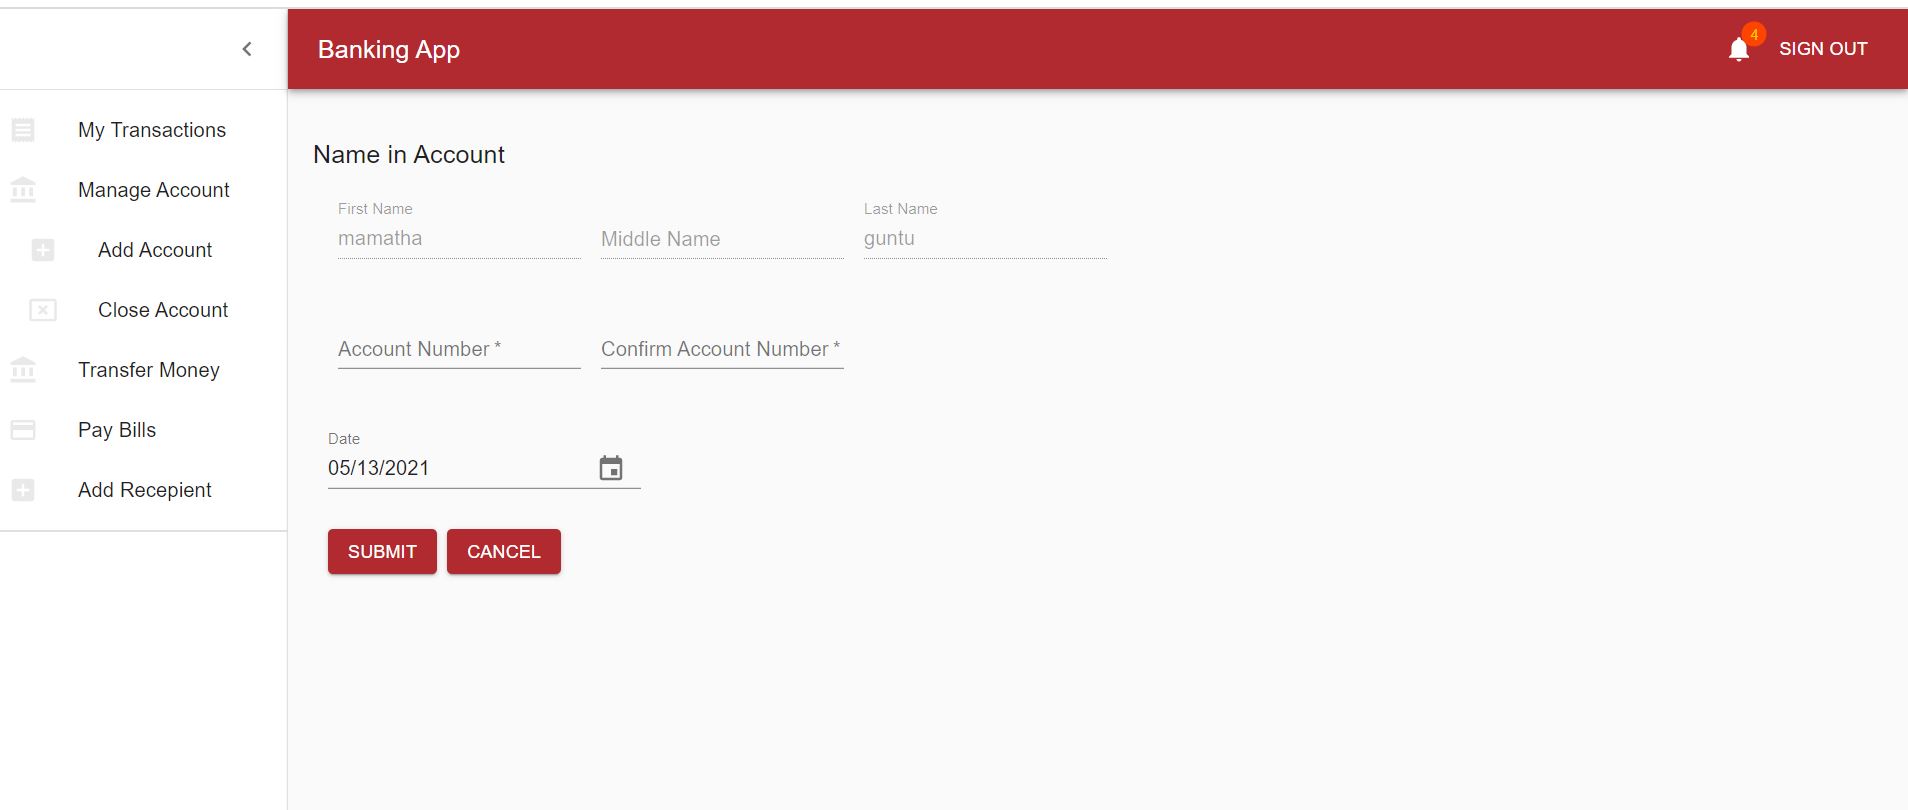 Banking App
4
SIGN OUT
My Transactions
Manage Account
Add Account
Close Account
Transfer Money
Pay Bills
Add Recepient
Name in Account
First Name
mamatha
Middle Name
Last Name
guntu
Account Number *
Confirm Account Number *
Date
05/13/2021
SUBMIT
CANCEL